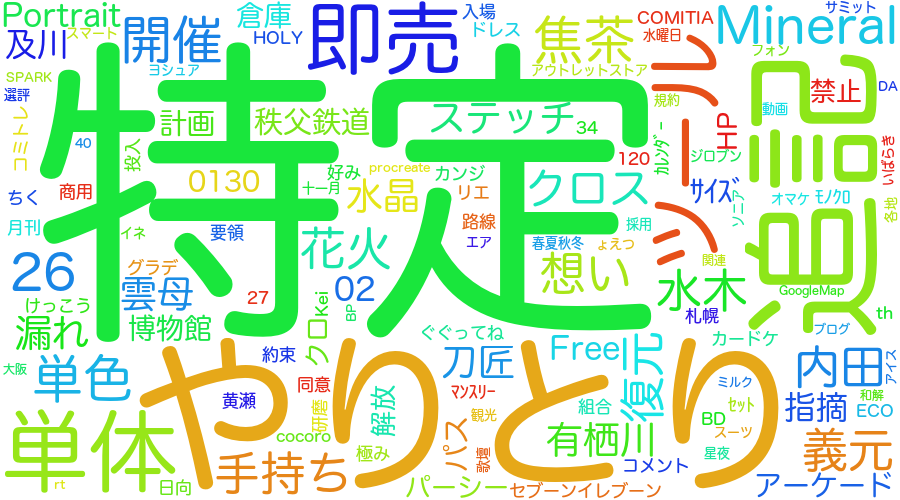 Portrait
スマート
開催
倉庫
入場
COMITIA
サミット
及川
HOLY
ドレス
水曜日
Mineral
ヨシュア
即売
焦茶
フォン
SPARK
アウトレットストア
禁止
DA
選評
特定
ツール
覚記
コミトレ
計画
秩父鉄道
ステッチ
規約
動画
HP
40
34
投入
カレンダー
ジロプン
いばらき
商用
0130
好み
procreate
カンジ
120
クロス
サイズ
オマケ
モノクロ
ちく
十一月
水晶
リエ
月刊
イネ
要領
花火
路線
採用
ソニア
各地
エア
春夏秋冬
ょえつ
26
グラデ
雲母
02
想い
関連
水木
GoogleMap
けっこう
27
Kei
BP
札幌
th
漏れ
博物館
クロ
ぐぐってね
カードケ
ブログ
約束
刀匠
Free
復元
大阪
単色
同意
マンスリー
内田
アイス
ミルク
黄瀬
解放
やりとり
組合
セット
和解
単体
研磨
観光
BD
指摘
ECO
cocoro
パス
有栖川
スーツ
極み
歌壇
星夜
義元
手持ち
コメント
rt
日向
パーシー
セブーンイレブーン
アーケード